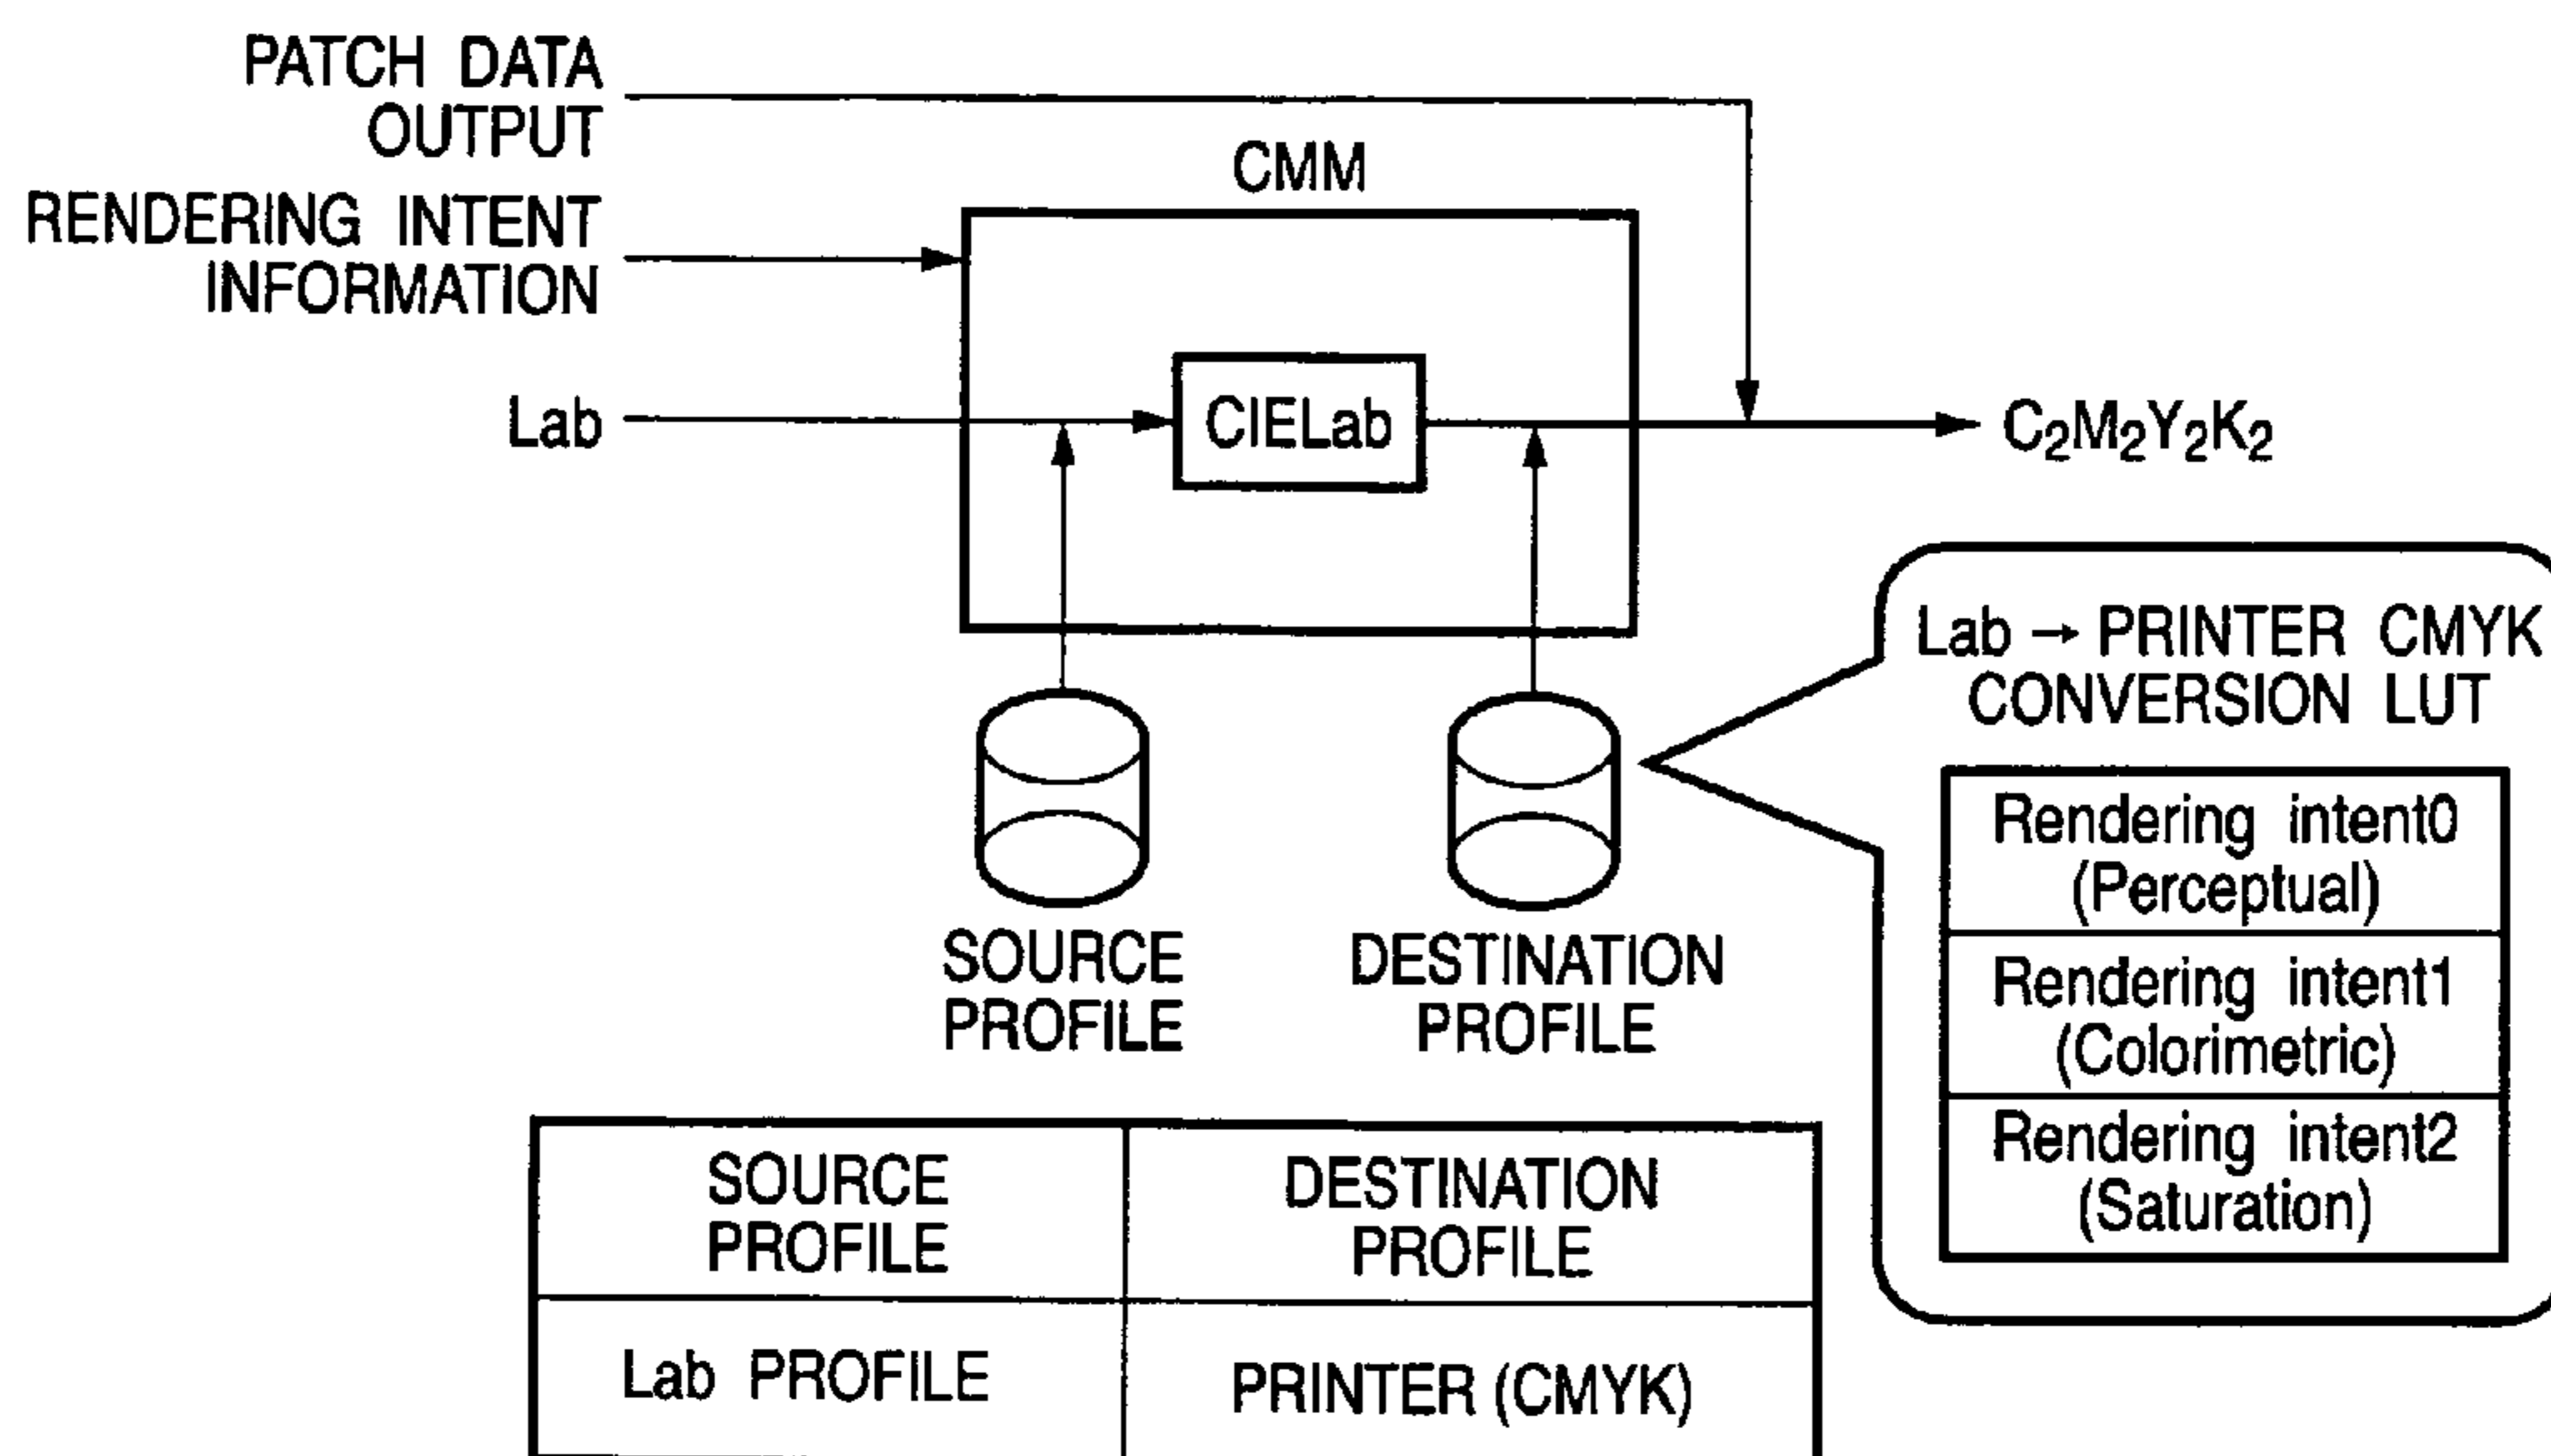 PATCH DATA
OUTPUT
CMM
RENDERING INTENT
INFORMATION
Lab
CIELab
C₂M₂Y₂K₂
Lab → PRINTER CMYK
CONVERSION LUT
Rendering intent0
(Perceptual)
Rendering intent1
(Colorimetric)
Rendering intent2
(Saturation)
SOURCE
PROFILE
DESTINATION
PROFILE
SOURCE
PROFILE
DESTINATION
PROFILE
Lab PROFILE
PRINTER (CMYK)